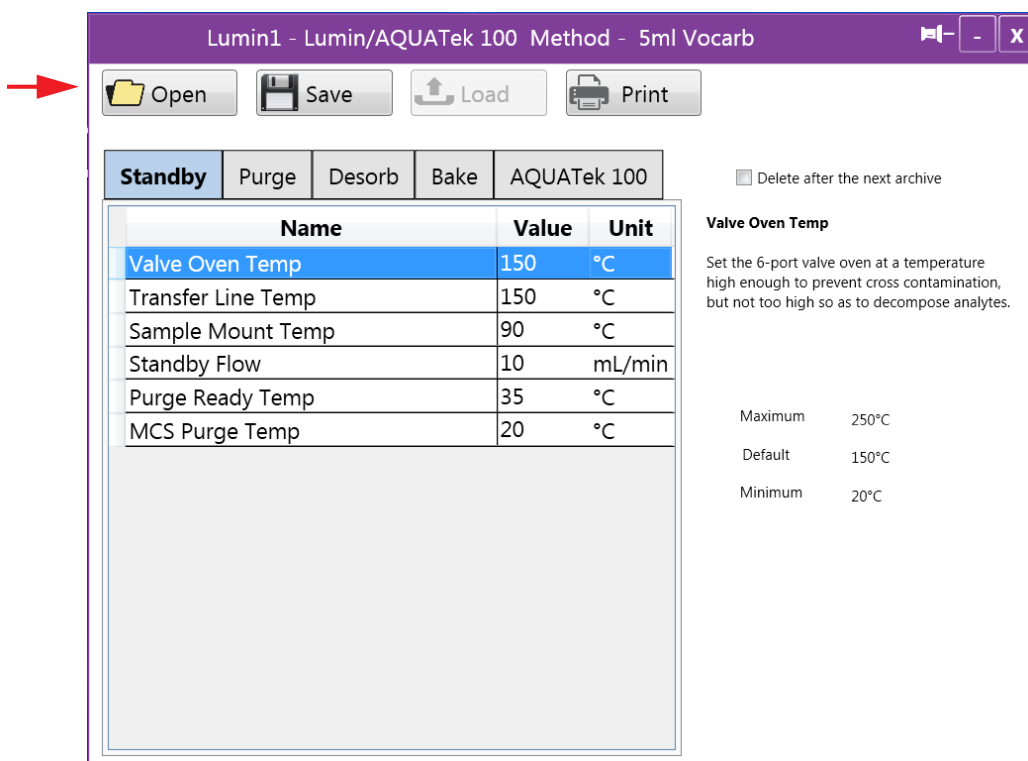 Lumin1 - Lumin/AQUATek 100 Method - 5ml Vocarb
- X
Open Save Load Print
Standby Purge Desorb Bake AQUATek 100
Delete after the next archive
Name Value Unit
Valve Oven Temp 150 °C
Transfer Line Temp 150 °C
Sample Mount Temp 90 °C
Standby Flow 10 mL/min
Purge Ready Temp 35 °C
MCS Purge Temp 20 °C
Valve Oven Temp
Set the 6-port valve oven at a temperature
high enough to prevent cross contamination,
but not too high so as to decompose analytes.
Maximum 250°C
Default 150°C
Minimum 20°C